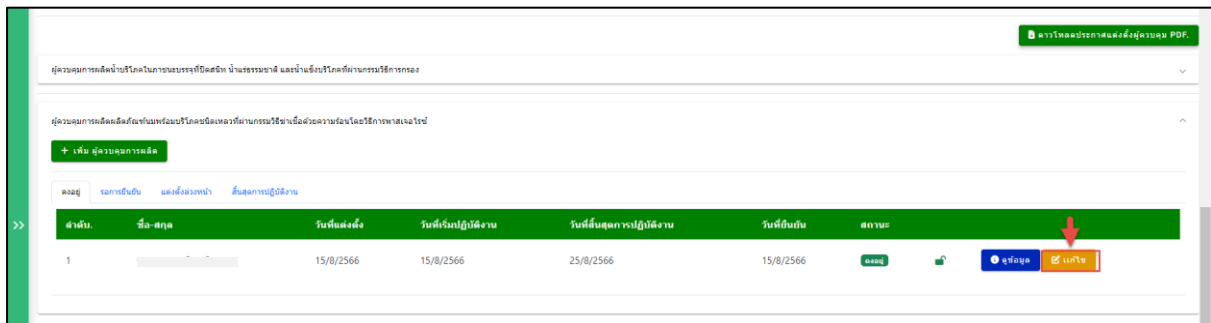 ดาวโหลดประกาศแต่งตั้งผู้ควบคุม PDF.
ผู้ควบคุมการผลิตน้ำบริโภคในภาชนะบรรจุที่ปิดสนิท น้ำแร่ธรรมชาติ และน้ำแข็งบริโภคที่ผ่านกรรมวิธีการกรอง
ผู้ควบคุมการผลิตผลิตภัณฑ์นมพร้อมบริโภคชนิดเหลวที่ผ่านกรรมวิธีฆ่าเชื้อด้วยความร้อนโดยวิธีการพาสเจอไรซ์
+ เพิ่ม ผู้ควบคุมการผลิต
คงอยู่ รอการยืนยัน แต่งตั้งล่วงหน้า สิ้นสุดการปฏิบัติงาน
ลำดับ. ชื่อ-สกุล วันที่แต่งตั้ง วันที่เริ่มปฏิบัติงาน วันที่สิ้นสุดการปฏิบัติงาน วันที่ยืนยัน สถานะ
1 15/8/2566 15/8/2566 25/8/2566 15/8/2566 คงอยู่ ดูข้อมูล แก้ไข